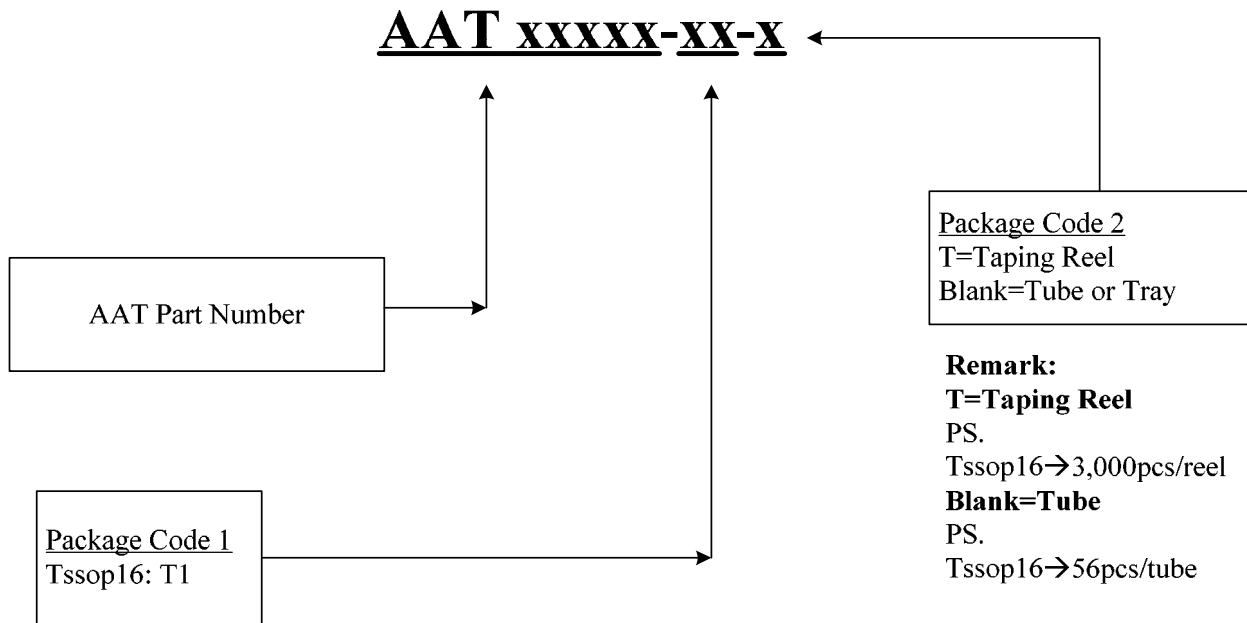 AAT xxxxx-xx-x
AAT Part Number
Package Code 1
Tssop16: T1
Package Code 2
T=Taping Reel
Blank=Tube or Tray
Remark:
T=Taping Reel
PS.
Tssop16→3,000pcs/reel
Blank=Tube
PS.
Tssop16→56pcs/tube